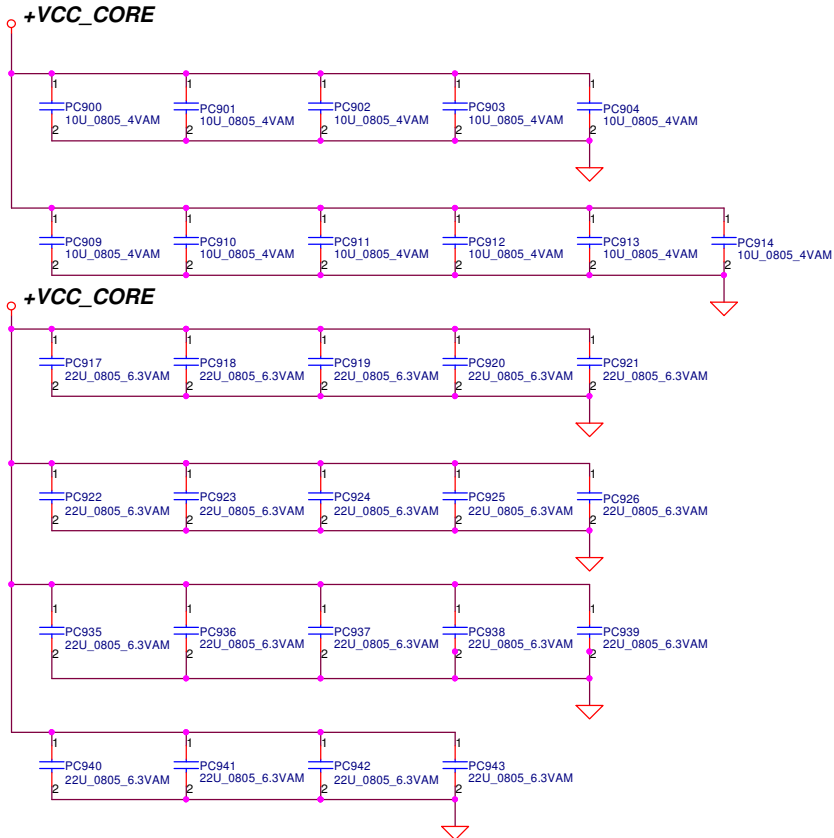 +VCC_CORE
1 1 1 1 1
PC900 PC901 PC902 PC903 PC904
10U_0805_4VAM 10U_0805_4VAM 10U_0805_4VAM 10U_0805_4VAM 10U_0805_4VAM
2 2 2 2 2
1 1 1 1 1 1
PC909 PC910 PC911 PC912 PC913 PC914
10U_0805_4VAM 10U_0805_4VAM 10U_0805_4VAM 10U_0805_4VAM 10U_0805_4VAM 10U_0805_4VAM
2 2 2 2 2 2
+VCC_CORE
1 1 1 1 1
PC917 PC918 PC919 PC920 PC921
22U_0805_6.3VAM 22U_0805_6.3VAM 22U_0805_6.3VAM 22U_0805_6.3VAM 22U_0805_6.3VAM
2 2 2 2 2
1 1 1 1 1
PC922 PC923 PC924 PC925 PC926
22U_0805_6.3VAM 22U_0805_6.3VAM 22U_0805_6.3VAM 22U_0805_6.3VAM 22U_0805_6.3VAM
2 2 2 2 2
1 1 1 1 1
PC935 PC936 PC937 PC938 PC939
22U_0805_6.3VAM 22U_0805_6.3VAM 22U_0805_6.3VAM 22U_0805_6.3VAM 22U_0805_6.3VAM
2 2 2 2 2
1 1 1 1
PC940 PC941 PC942 PC943
22U_0805_6.3VAM 22U_0805_6.3VAM 22U_0805_6.3VAM 22U_0805_6.3VAM
2 2 2 2